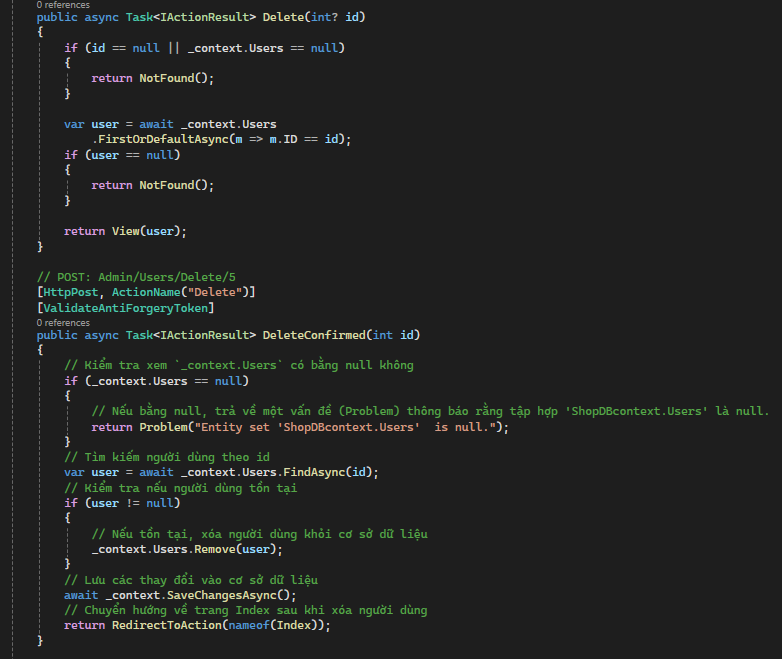 0 references
public async Task<IActionResult> Delete(int? id)
{
if (id == null || _context.Users == null)
{
return NotFound();
}
var user = await _context.Users
.FirstOrDefaultAsync(m => m.ID == id);
if (user == null)
{
return NotFound();
}
return View(user);
}
// POST: Admin/Users/Delete/5
[HttpPost, ActionName("Delete")]
[ValidateAntiForgeryToken]
0 references
public async Task<IActionResult> DeleteConfirmed(int id)
{
// Kiểm tra xem `_context.Users` có bằng null không
if (_context.Users == null)
{
// Nếu bằng null, trả về một vấn đề (Problem) thông báo rằng tập hợp 'ShopDBcontext.Users' là null.
return Problem("Entity set 'ShopDBcontext.Users'  is null.");
}
// Tìm kiếm người dùng theo id
var user = await _context.Users.FindAsync(id);
// Kiểm tra nếu người dùng tồn tại
if (user != null)
{
// Nếu tồn tại, xóa người dùng khỏi cơ sở dữ liệu
_context.Users.Remove(user);
}
// Lưu các thay đổi vào cơ sở dữ liệu
await _context.SaveChangesAsync();
// Chuyển hướng về trang Index sau khi xóa người dùng
return RedirectToAction(nameof(Index));
}